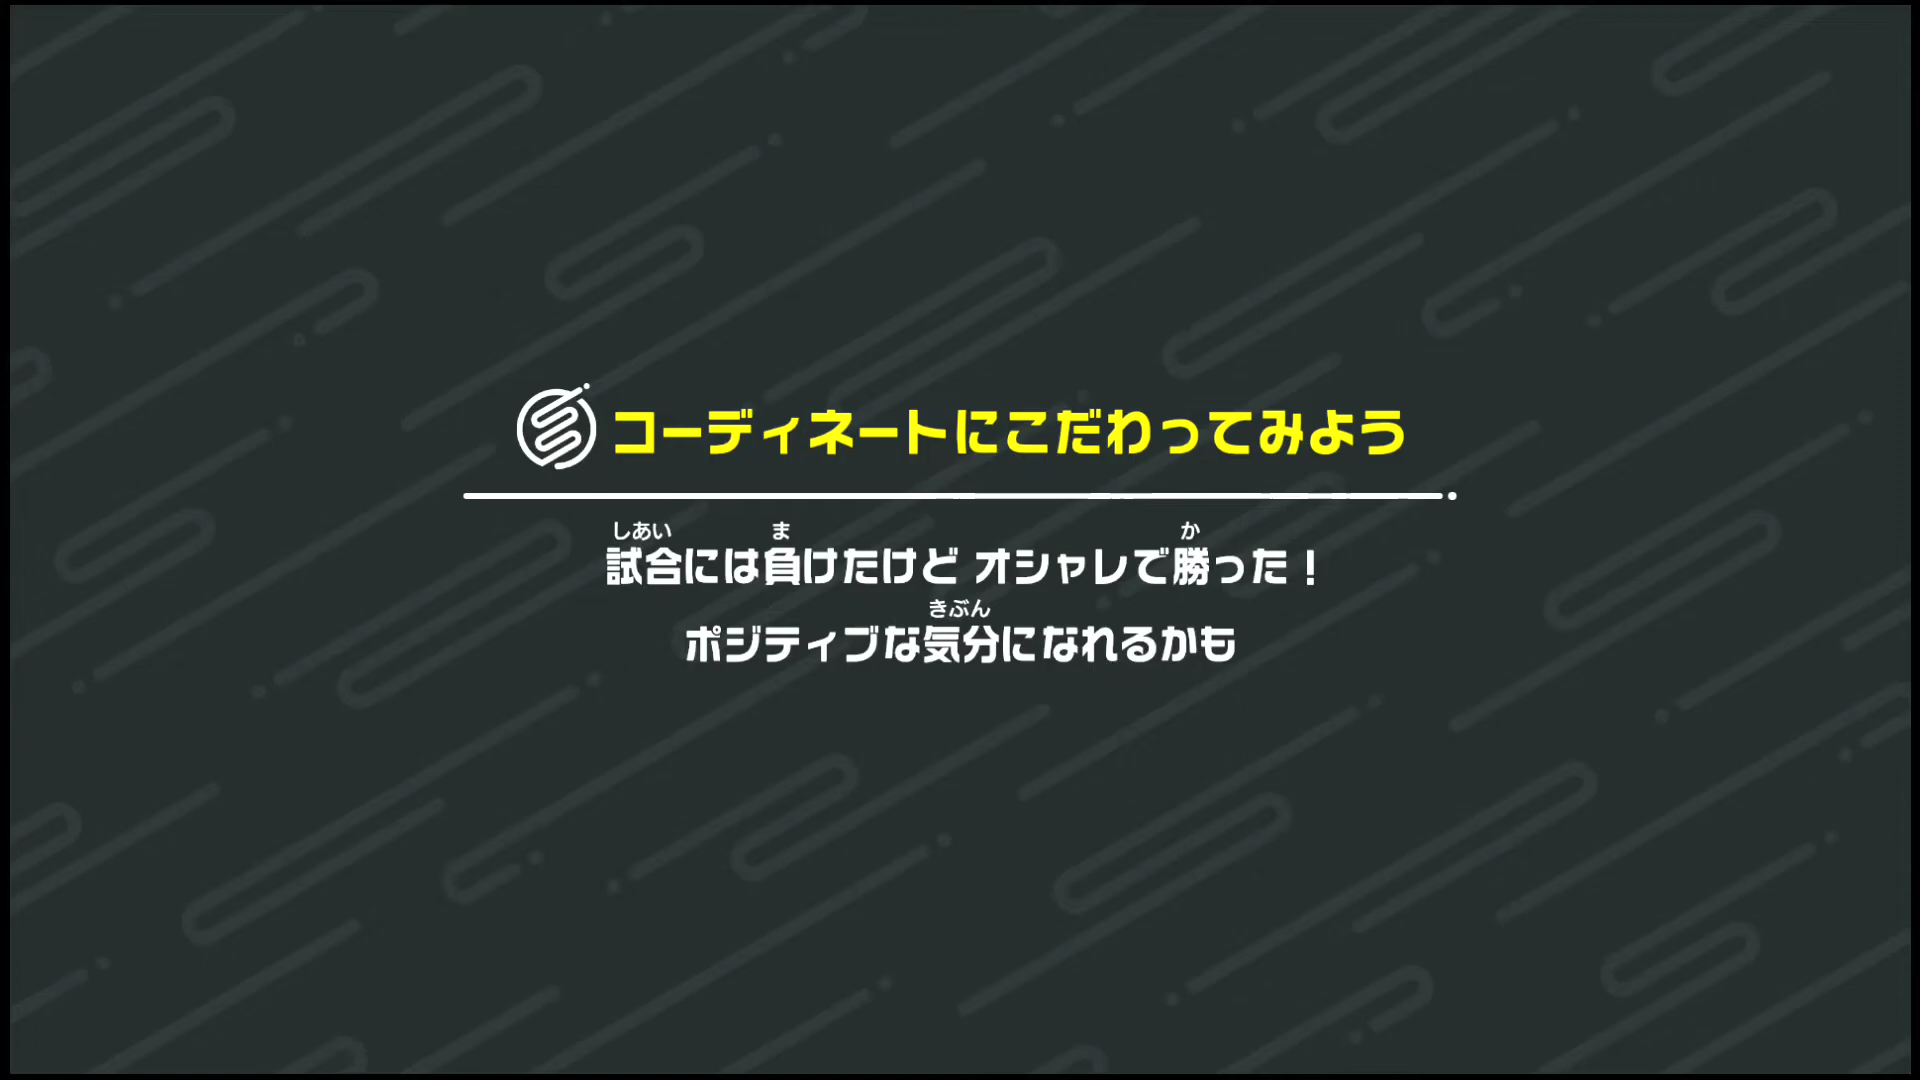 コーディネートにこだわってみよう
しあい ま か
試合には負けたけど オシャレで勝った！
きぶん
ポジティブな気分になれるかも